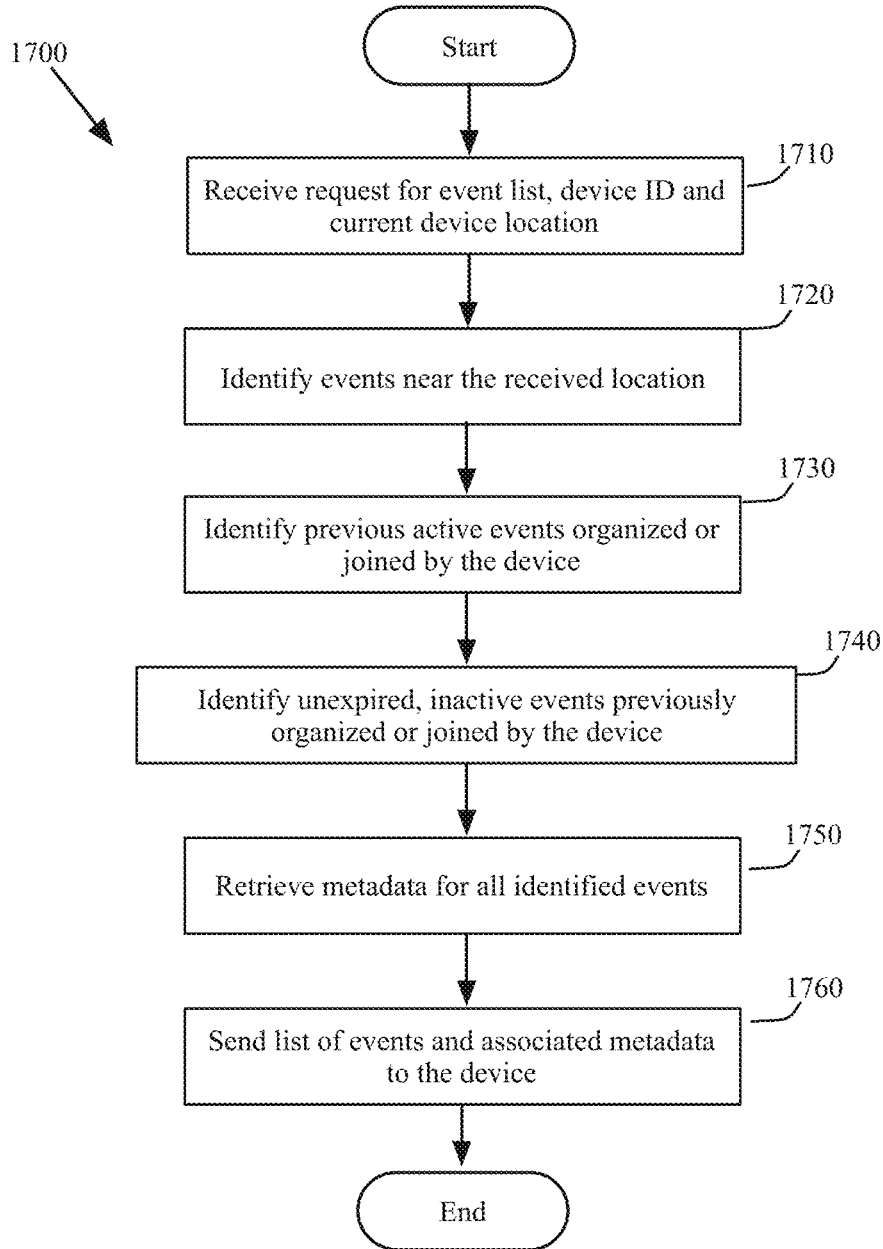 1700
Start
1710
Receive request for event list, device ID and
current device location
1720
Identify events near the received location
1730
Identify previous active events organized or
joined by the device
1740
Identify unexpired, inactive events previously
organized or joined by the device
1750
Retrieve metadata for all identified events
1760
Send list of events and associated metadata
to the device
End